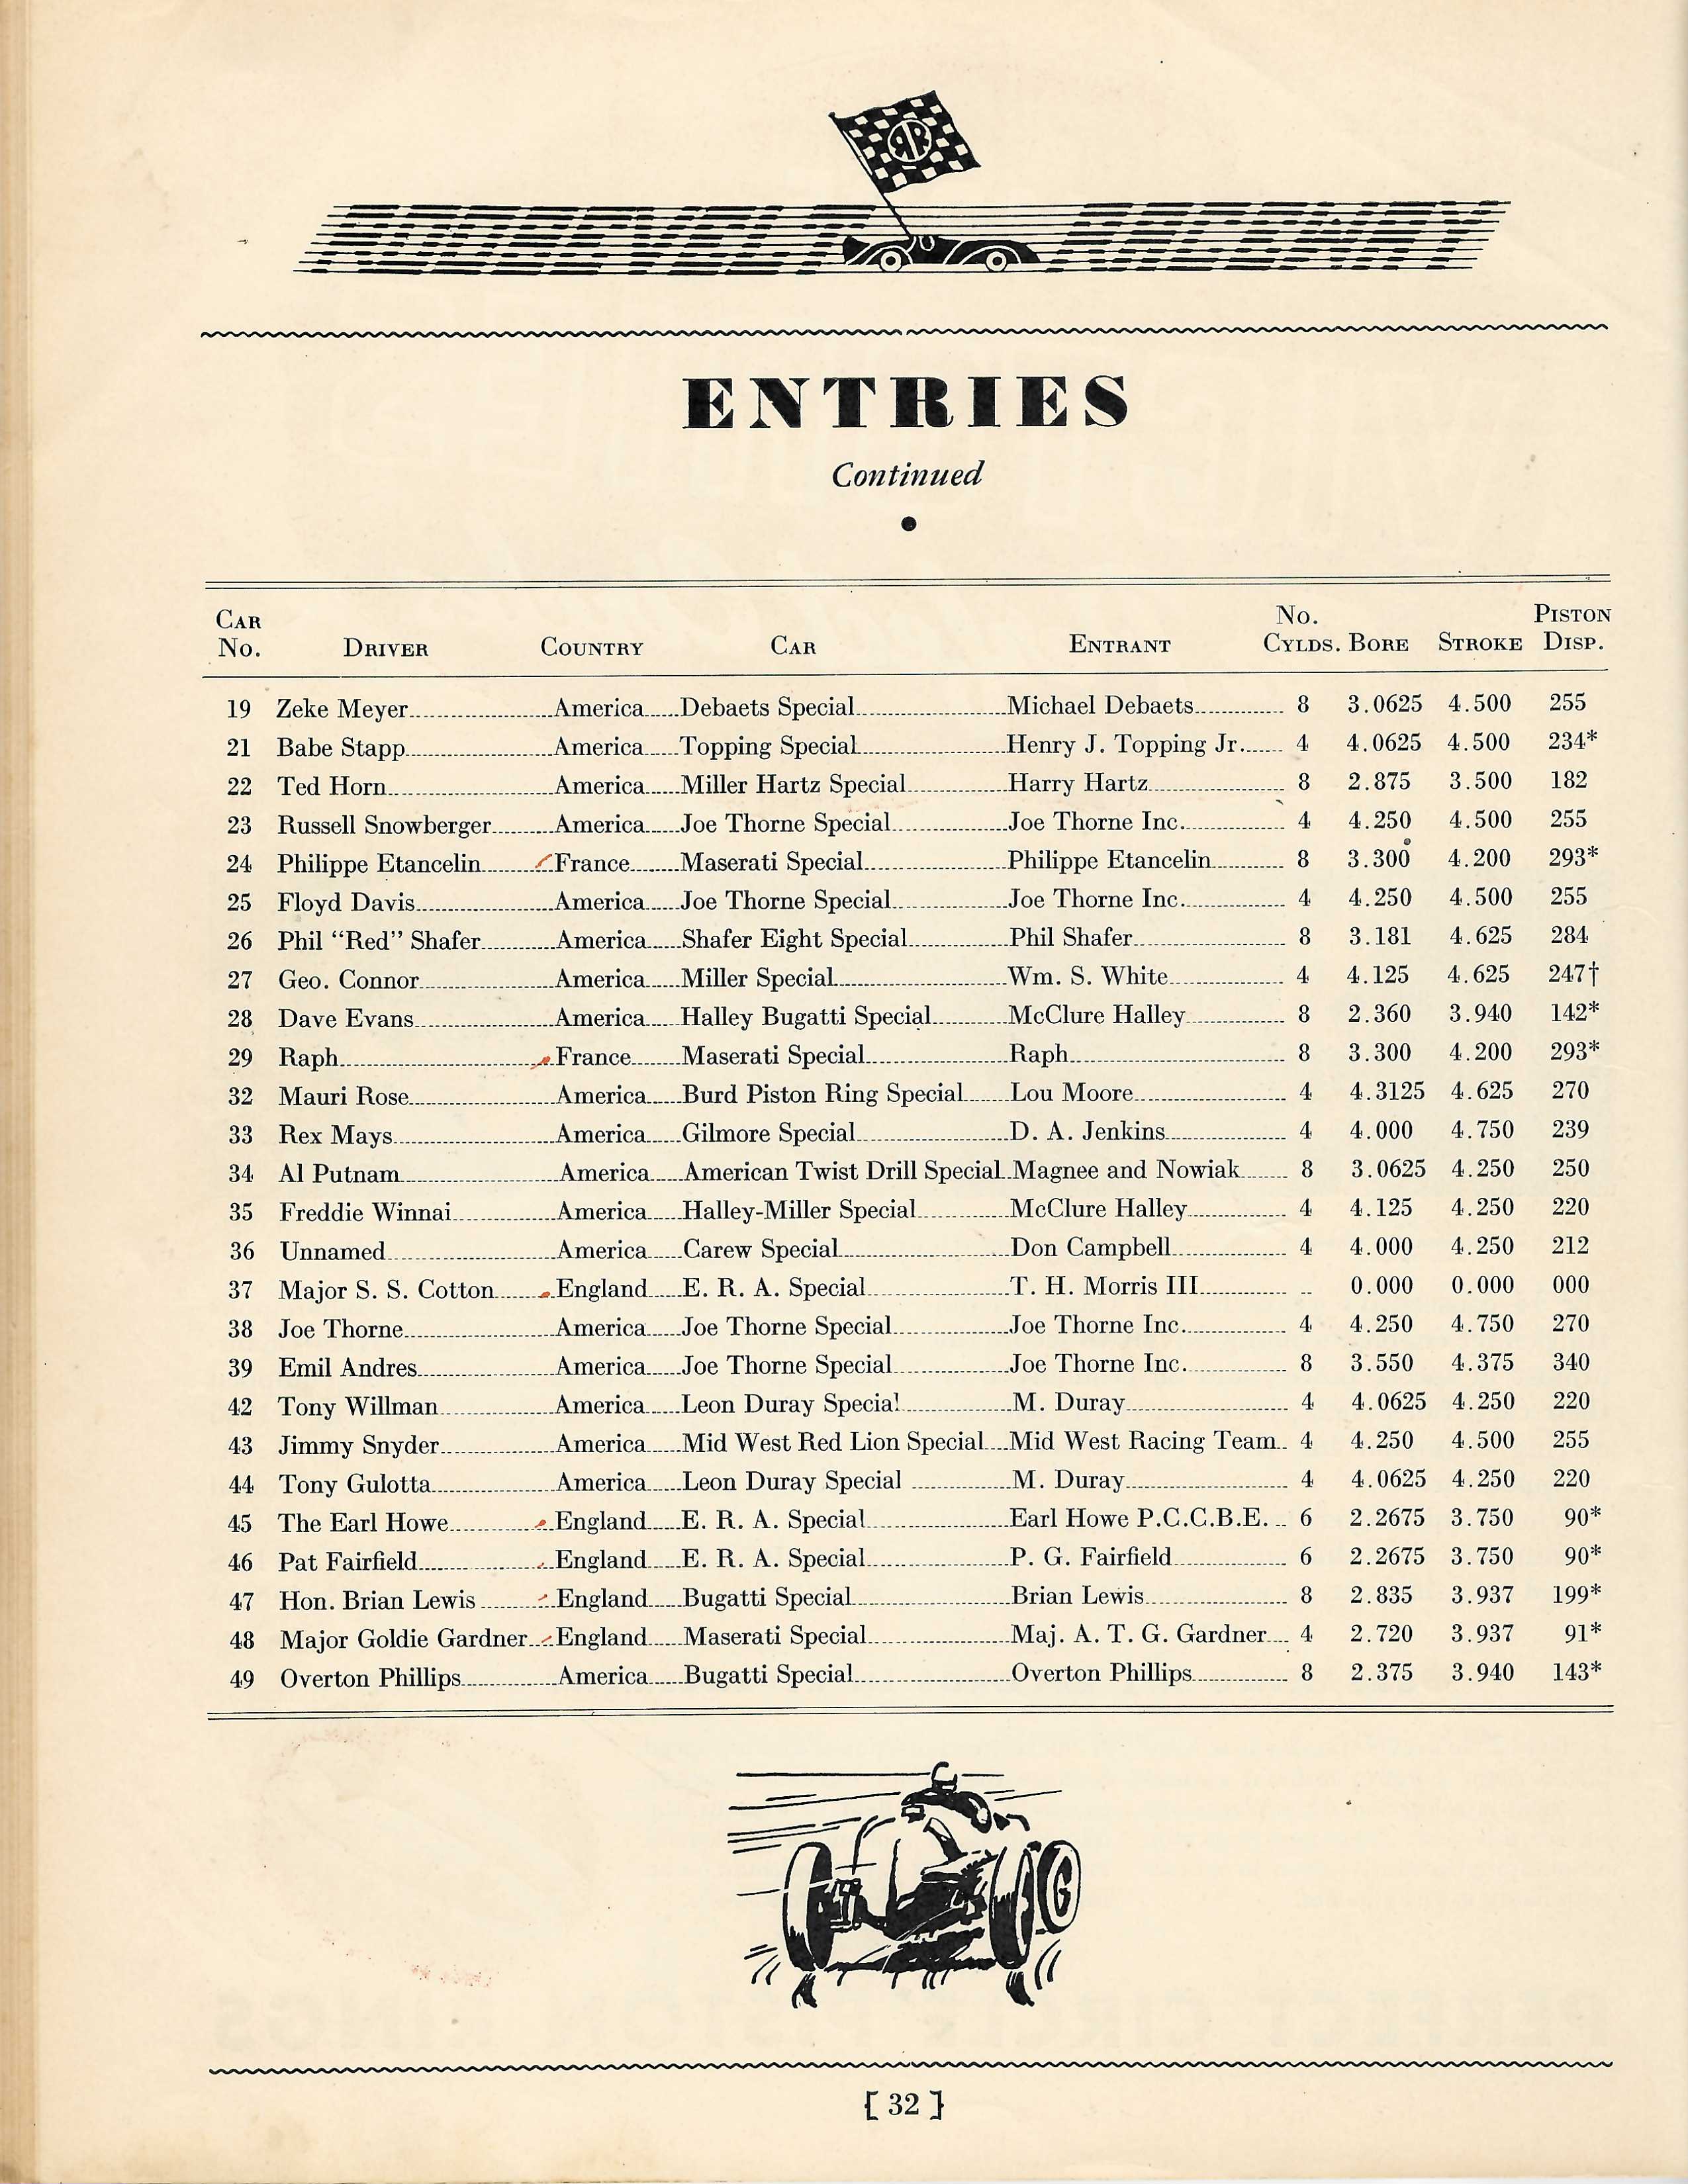 ENTRIES
Continued
CAR No. DRIVER COUNTRY CAR ENTRANT No. CYLDS. BORE STROKE PISTON DISP.
19 Zeke Meyer America Debaets Special Michael Debaets 8 3.0625 4.500 255
21 Babe Stapp America Topping Special Henry J. Topping Jr. 4 4.0625 4.500 234*
22 Ted Horn America Miller Hartz Special Harry Hartz 8 2.875 3.500 182
23 Russell Snowberger America Joe Thorne Special Joe Thorne Inc. 4 4.250 4.500 255
24 Philippe Etancelin France Maserati Special Philippe Etancelin 8 3.300 4.200 293*
25 Floyd Davis America Joe Thorne Special Joe Thorne Inc. 4 4.250 4.500 255
26 Phil “Red” Shafer America Shafer Eight Special Phil Shafer 8 3.181 4.625 284
27 Geo. Connor America Miller Special Wm. S. White 4 4.125 4.625 247†
28 Dave Evans America Halley Bugatti Special McClure Halley 8 2.360 3.940 142*
29 Raph France Maserati Special Raph 8 3.300 4.200 293*
32 Mauri Rose America Burd Piston Ring Special Lou Moore 4 4.3125 4.625 270
33 Rex Mays America Gilmore Special D. A. Jenkins 4 4.000 4.750 239
34 Al Putnam America American Twist Drill Special Magnee and Nowiak 8 3.0625 4.250 250
35 Freddie Winnai America Halley-Miller Special McClure Halley 4 4.125 4.250 220
36 Unnamed America Carew Special Don Campbell 4 4.000 4.250 212
37 Major S. S. Cotton England E. R. A. Special T. H. Morris III .. 0.000 0.000 000
38 Joe Thorne America Joe Thorne Special Joe Thorne Inc. 4 4.250 4.750 270
39 Emil Andres America Joe Thorne Special Joe Thorne Inc. 8 3.550 4.375 340
42 Tony Willman America Leon Duray Special M. Duray 4 4.0625 4.250 220
43 Jimmy Snyder America Mid West Red Lion Special Mid West Racing Team 4 4.250 4.500 255
44 Tony Gulotta America Leon Duray Special M. Duray 4 4.0625 4.250 220
45 The Earl Howe England E. R. A. Special Earl Howe P.C.C.B.E. 6 2.2675 3.750 90*
46 Pat Fairfield England E. R. A. Special P. G. Fairfield 6 2.2675 3.750 90*
47 Hon. Brian Lewis England Bugatti Special Brian Lewis 8 2.835 3.937 199*
48 Major Goldie Gardner England Maserati Special Maj. A. T. G. Gardner 4 2.720 3.937 91*
49 Overton Phillips America Bugatti Special Overton Phillips 8 2.375 3.940 143*
[ 32 ]